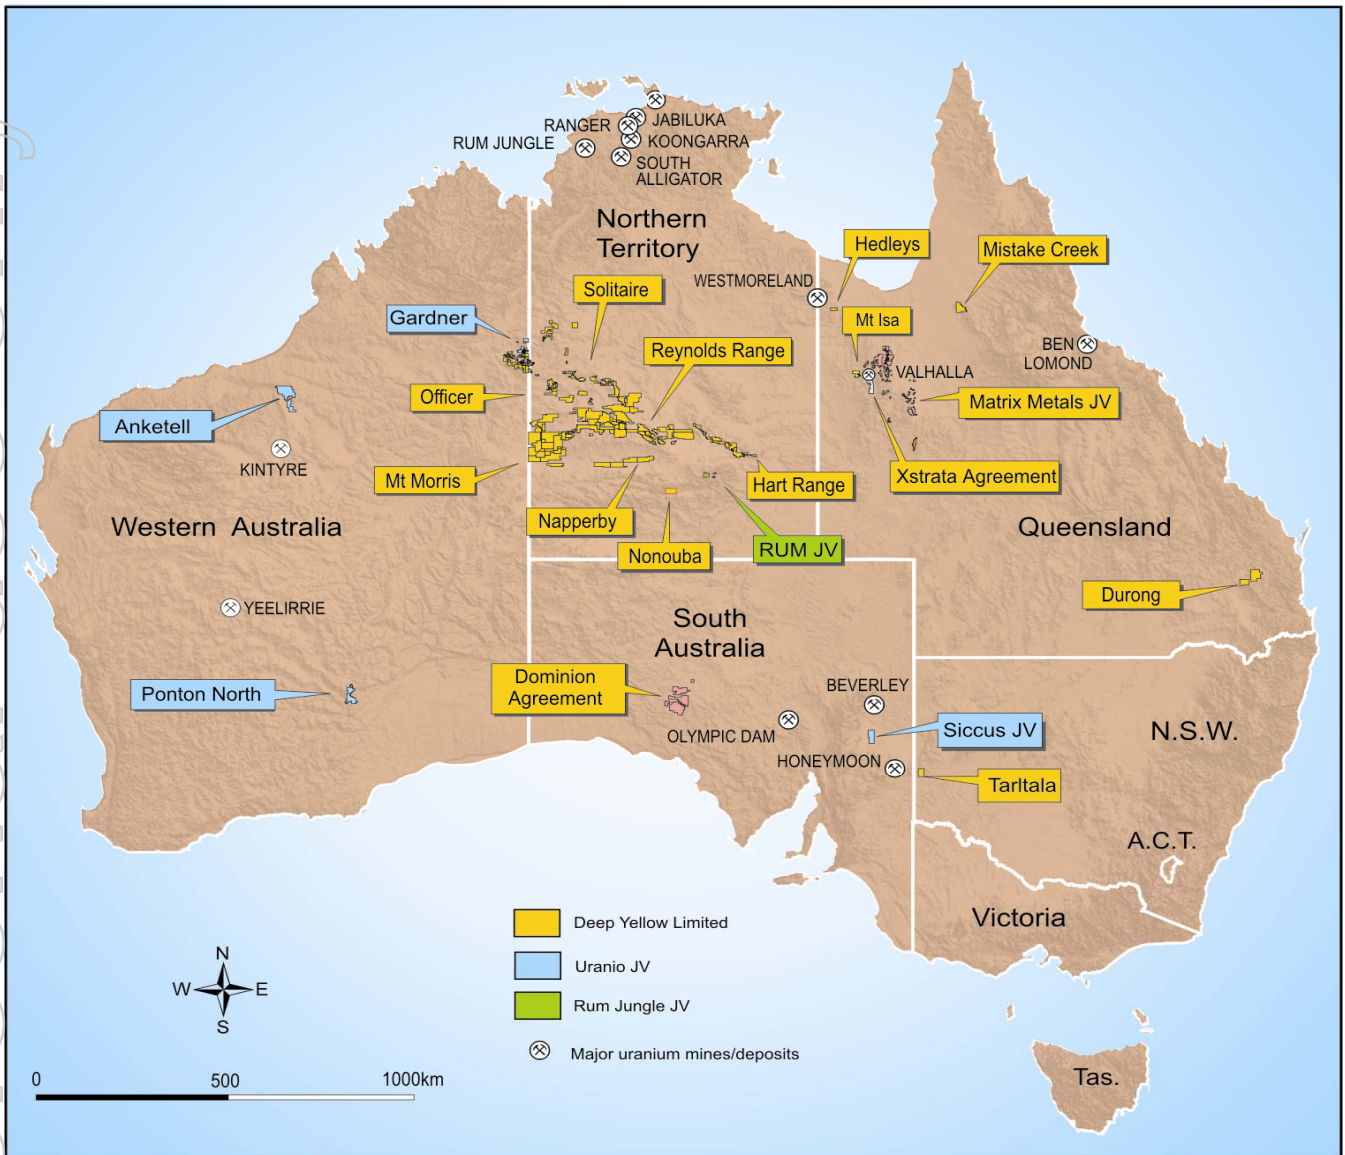 JABILUKA
RANGER
KOONGARRA
RUM JUNGLE
SOUTH
ALLIGATOR
Northern
Territory
Hedleys
Mistake Creek
WESTMORELAND
Solitaire
Gardner
Mt Isa
Reynolds Range
BEN
LOMOND
VALHALLA
Officer
Matrix Metals JV
Anketell
KINTYRE
Mt Morris
Hart Range
Xstrata Agreement
Western Australia
Napperby
Queensland
Nonouba
RUM JV
Durong
YEELIRRIE
South
Australia
Dominion
Agreement
Ponton North
BEVERLEY
OLYMPIC DAM
Siccus JV
N.S.W.
HONEYMOON
Tarltala
A.C.T.
Victoria
Deep Yellow Limited
Uranio JV
Rum Jungle JV
Major uranium mines/deposits
N
W E
S
0 500 1000km
Tas.